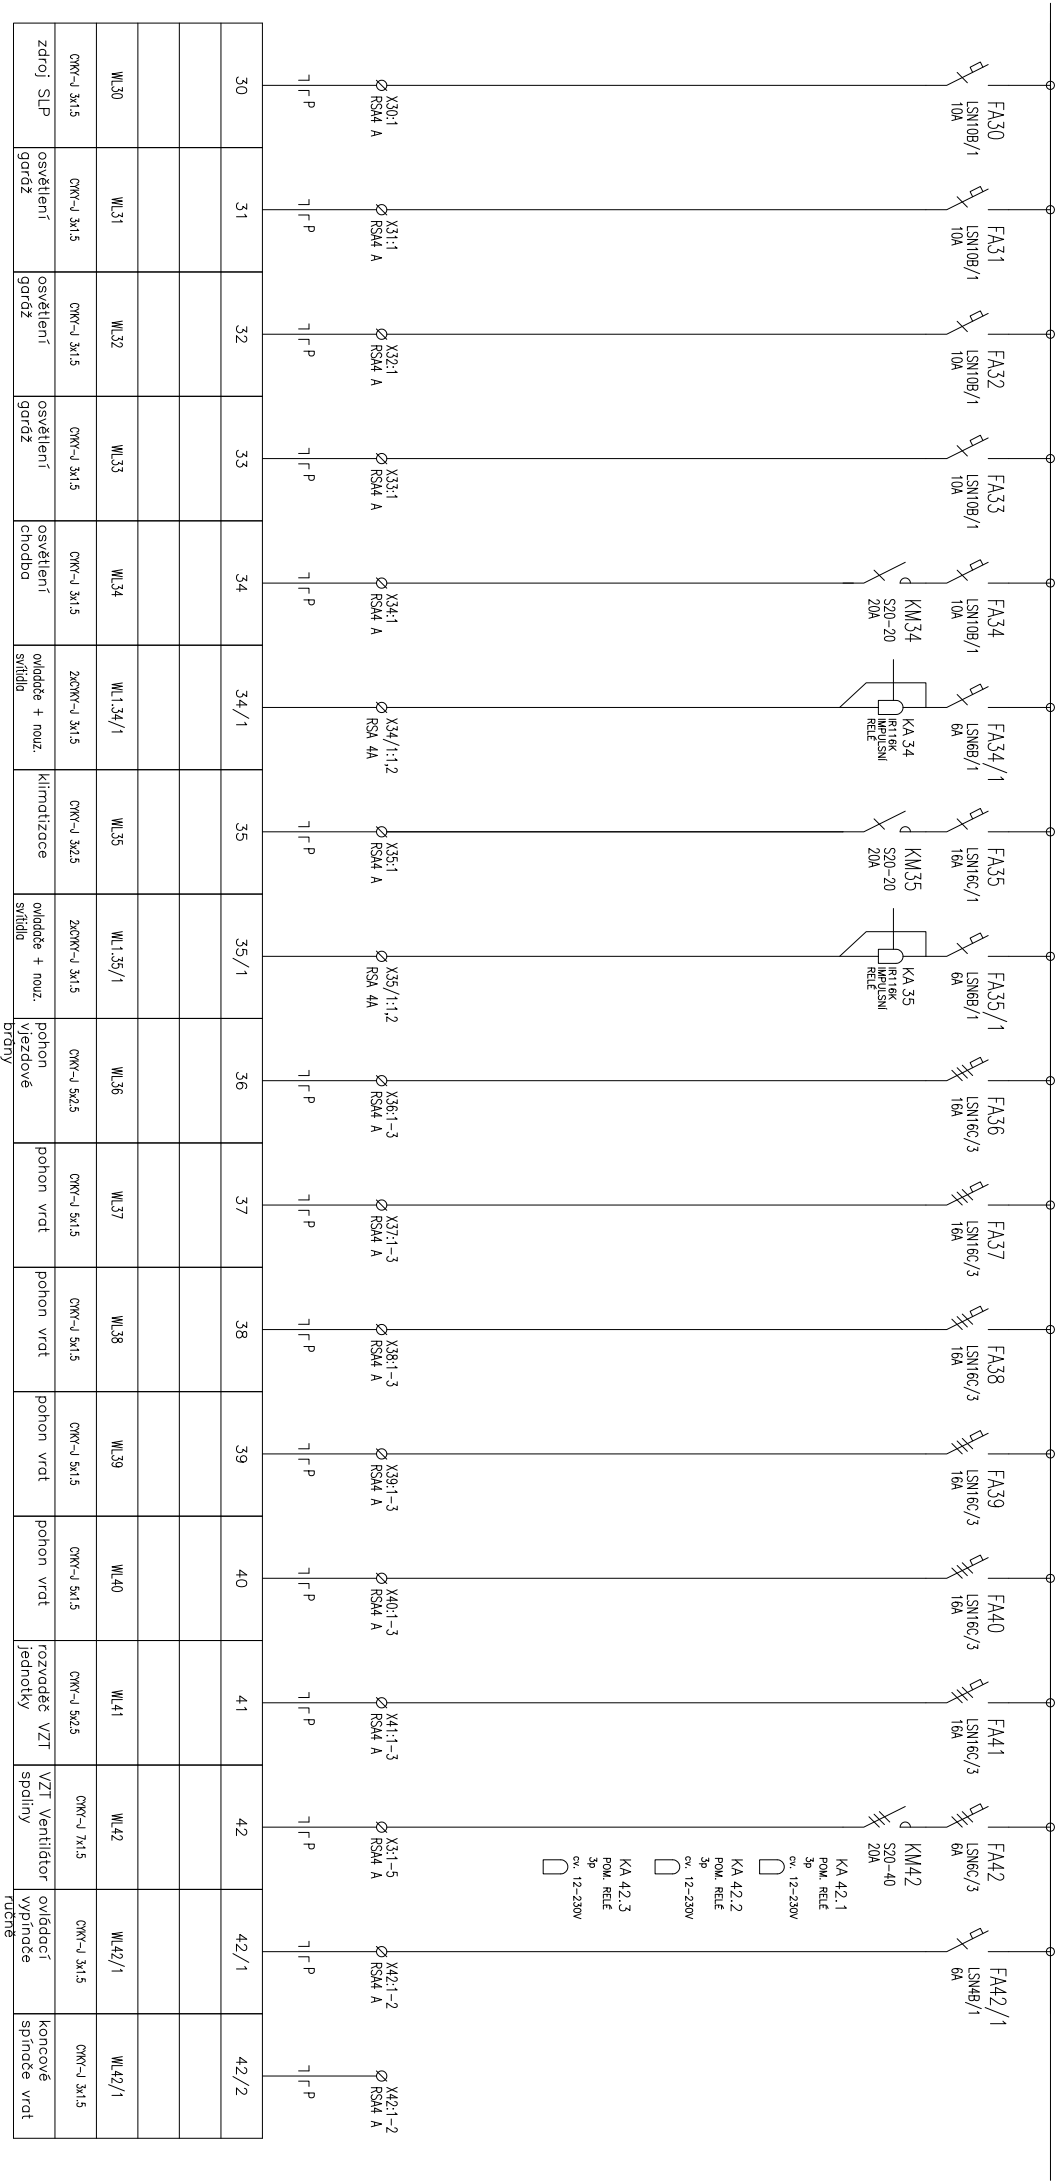 FA30
LSN10B/1
10A
X30:1
RSA4 A
P
30
WL30
CYKY-J 3x1.5
zdroj SLP
FA31
LSN10B/1
10A
X31:1
RSA4 A
P
31
WL31
CYKY-J 3x1.5
osvětlení
garáž
FA32
LSN10B/1
10A
X32:1
RSA4 A
P
32
WL32
CYKY-J 3x1.5
osvětlení
garáž
FA33
LSN10B/1
10A
X33:1
RSA4 A
P
33
WL33
CYKY-J 3x1.5
osvětlení
garáž
FA34
LSN10B/1
10A
KM34
S20-20
20A
X34:1
RSA4 A
P
34
WL34
CYKY-J 3x1.5
osvětlení
chodba
FA34/1
LSN6B/1
6A
KA 34
IR116K
IMPULSNÍ
RELÉ
X34/1:1,2
RSA 4A
34/1
WL1.34/1
2xCYKY-J 3x1.5
ovladače + nouz.
svítidla
FA35
LSN16C/1
16A
KM35
S20-20
20A
X35:1
RSA4 A
P
35
WL35
CYKY-J 3x2.5
klimatizace
FA35/1
LSN6B/1
6A
KA 35
IR116K
IMPULSNÍ
RELÉ
X35/1:1,2
RSA 4A
35/1
WL1.35/1
2xCYKY-J 3x1.5
ovladače + nouz.
svítidla
FA36
LSN16C/3
16A
X36:1-3
RSA4 A
P
36
WL36
CYKY-J 5x2.5
pohon
vjezdové
brány
FA37
LSN16C/3
16A
X37:1-3
RSA4 A
P
37
WL37
CYKY-J 5x1.5
pohon vrat
FA38
LSN16C/3
16A
X38:1-3
RSA4 A
P
38
WL38
CYKY-J 5x1.5
pohon vrat
FA39
LSN16C/3
16A
X39:1-3
RSA4 A
P
39
WL39
CYKY-J 5x1.5
pohon vrat
FA40
LSN16C/3
16A
X40:1-3
RSA4 A
P
40
WL40
CYKY-J 5x1.5
pohon vrat
FA41
LSN16C/3
16A
X41:1-3
RSA4 A
P
41
WL41
CYKY-J 5x2.5
rozvaděč VZT
jednotky
FA42
LSN6C/3
6A
KM42
S20-40
20A
KA 42.1
POM. RELÉ
3p
cv. 12-230V
KA 42.2
POM. RELÉ
3p
cv. 12-230V
KA 42.3
POM. RELÉ
3p
cv. 12-230V
X3:1-5
RSA4 A
P
42
WL42
CYKY-J 7x1.5
VZT Ventilátor
spaliny
FA42/1
LSN4B/1
6A
X42:1-2
RSA4 A
P
42/1
WL42/1
CYKY-J 3x1.5
ovládací
vypínače
ručně
X42:1-2
RSA4 A
P
42/2
WL42/1
CYKY-J 3x1.5
koncové
spínače vrat